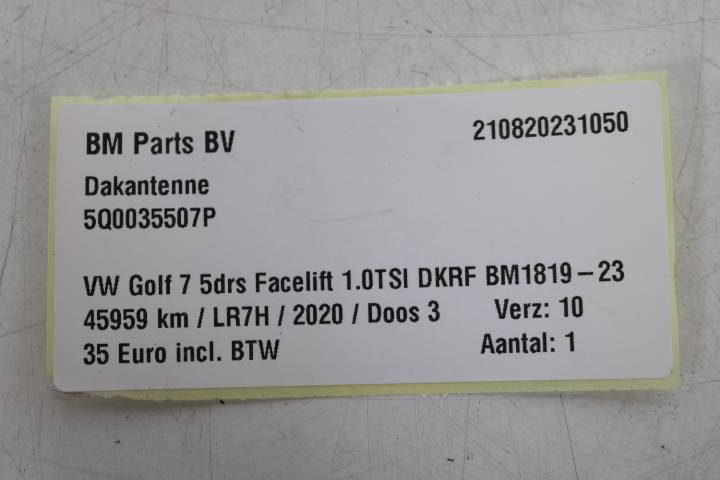 BM Parts BV 210820231050
Dakantenne
5Q0035507P
VW Golf 7 5drs Facelift 1.0TSI DKRF BM1819-23
45959 km / LR7H / 2020 / Doos 3 Verz: 10
35 Euro incl. BTW Aantal: 1